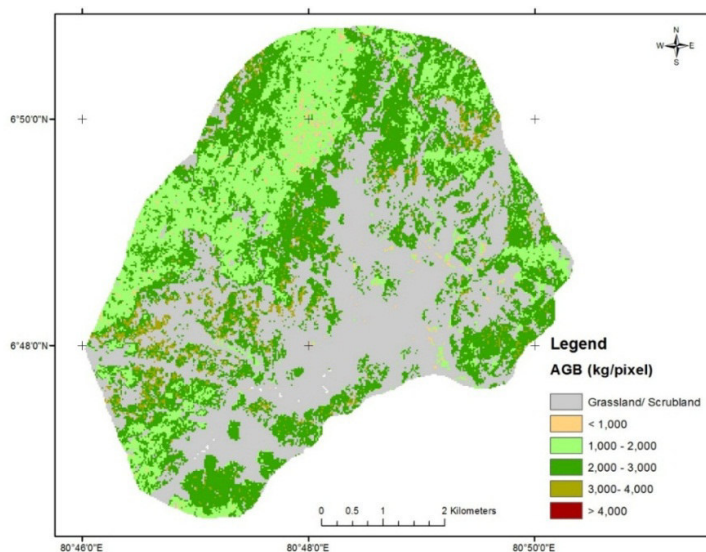 N
W E
S
6°50'0"N
6°48'0"N
Legend
AGB (kg/pixel)
Grassland/ Scrubland
< 1,000
1,000 - 2,000
2,000 - 3,000
3,000- 4,000
> 4,000
0 0.5 1 2 Kilometers
80°46'0"E 80°48'0"E 80°50'0"E